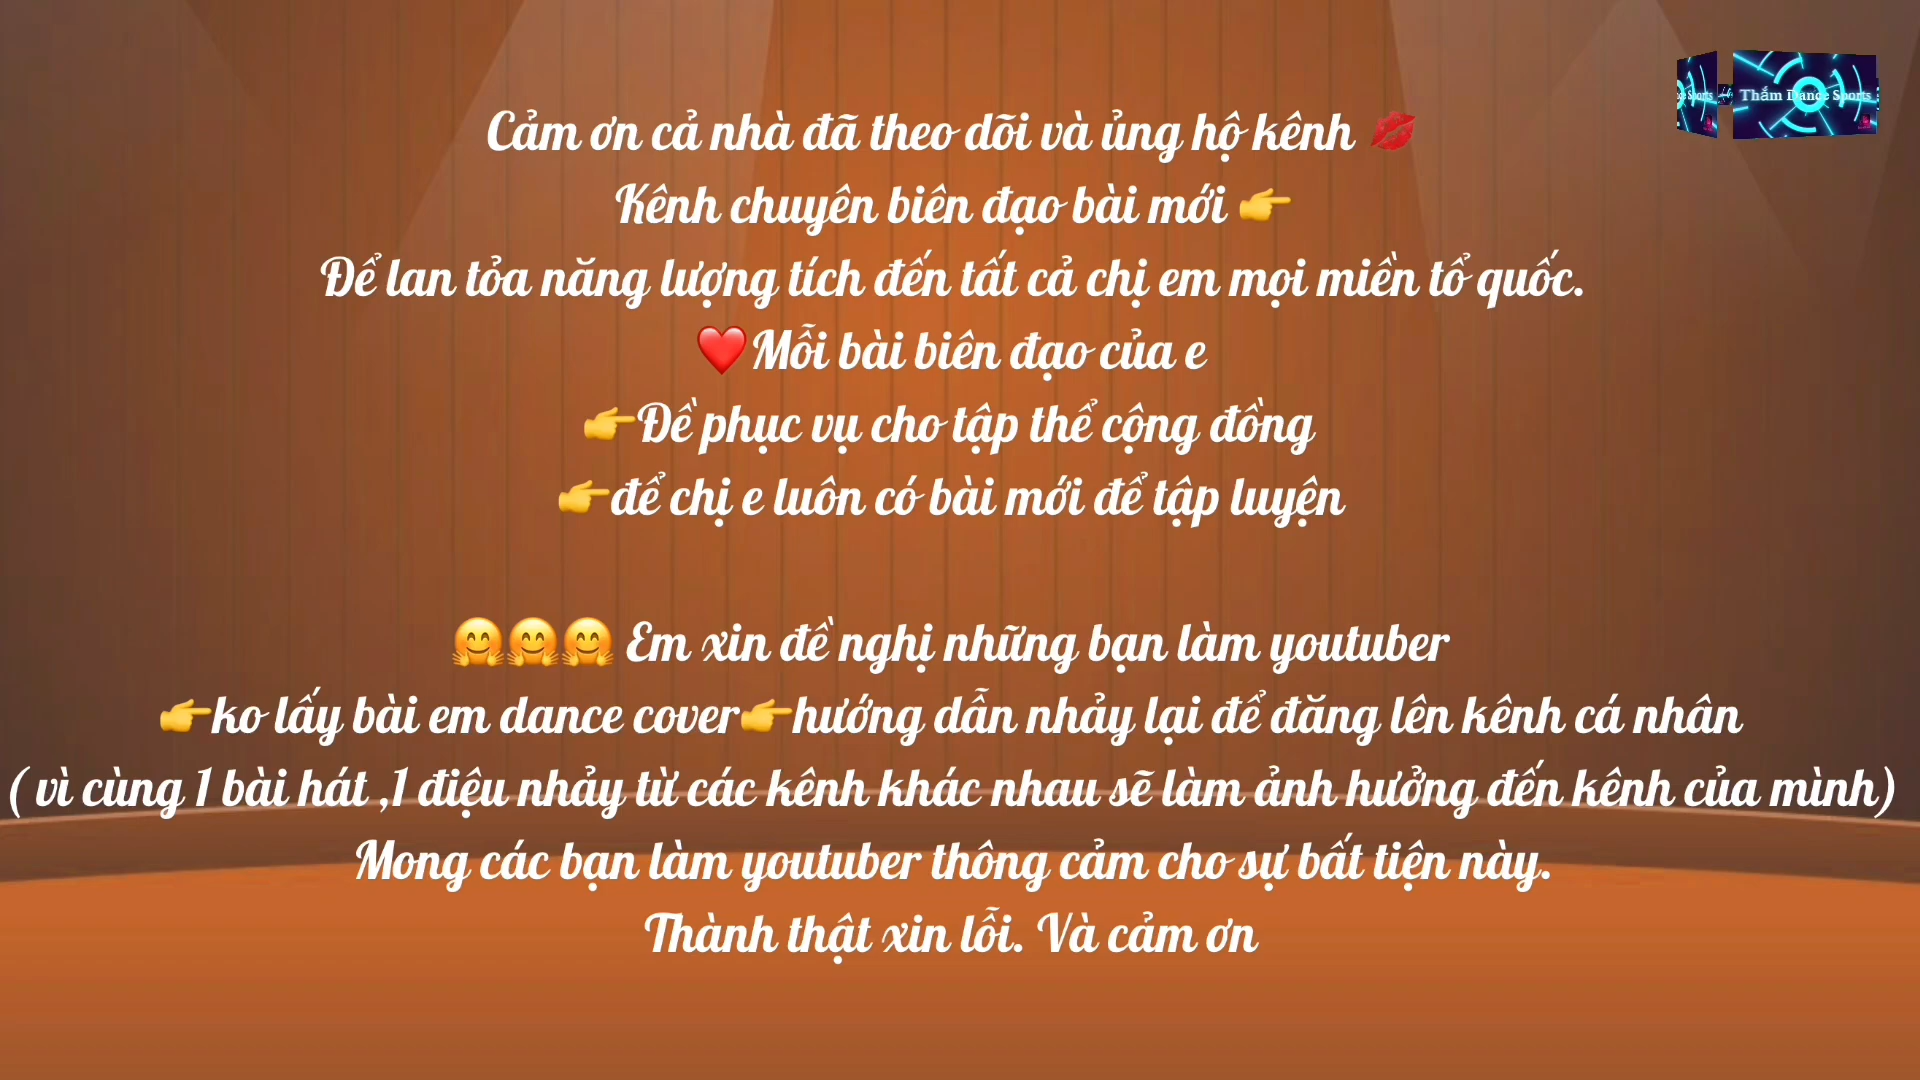 Thắm Dance Sports
Cảm ơn cả nhà đã theo dõi và ủng hộ kênh 💋
Kênh chuyên biên đạo bài mới 👉
Để lan tỏa năng lượng tích đến tất cả chị em mọi miền tổ quốc.
❤️Mỗi bài biên đạo của e
👉Đề phục vụ cho tập thể cộng đồng
👉để chị e luôn có bài mới để tập luyện
🤗🤗🤗 Em xin đề nghị những bạn làm youtuber
👉ko lấy bài em dance cover👉hướng dẫn nhảy lại để đăng lên kênh cá nhân
( vì cùng 1 bài hát ,1 điệu nhảy từ các kênh khác nhau sẽ làm ảnh hưởng đến kênh của mình)
Mong các bạn làm youtuber thông cảm cho sự bất tiện này.
Thành thật xin lỗi. Và cảm ơn